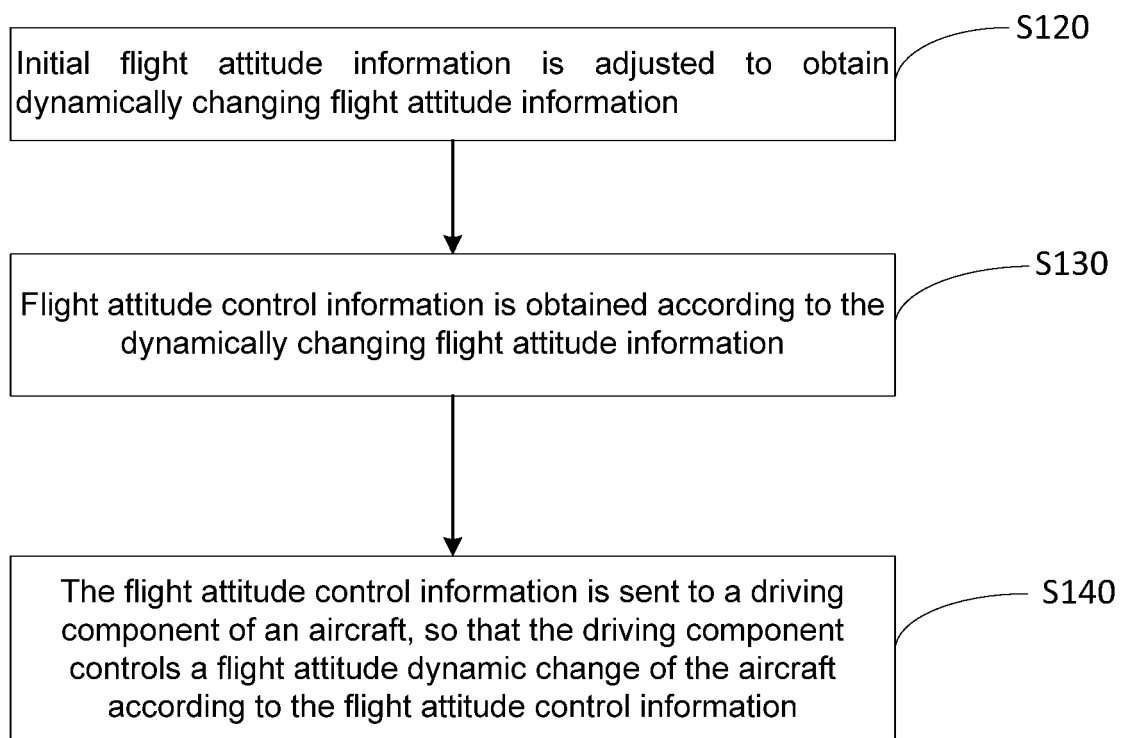 S120
Initial flight attitude information is adjusted to obtain
dynamically changing flight attitude information
S130
Flight attitude control information is obtained according to the
dynamically changing flight attitude information
S140
The flight attitude control information is sent to a driving
component of an aircraft, so that the driving component
controls a flight attitude dynamic change of the aircraft
according to the flight attitude control information